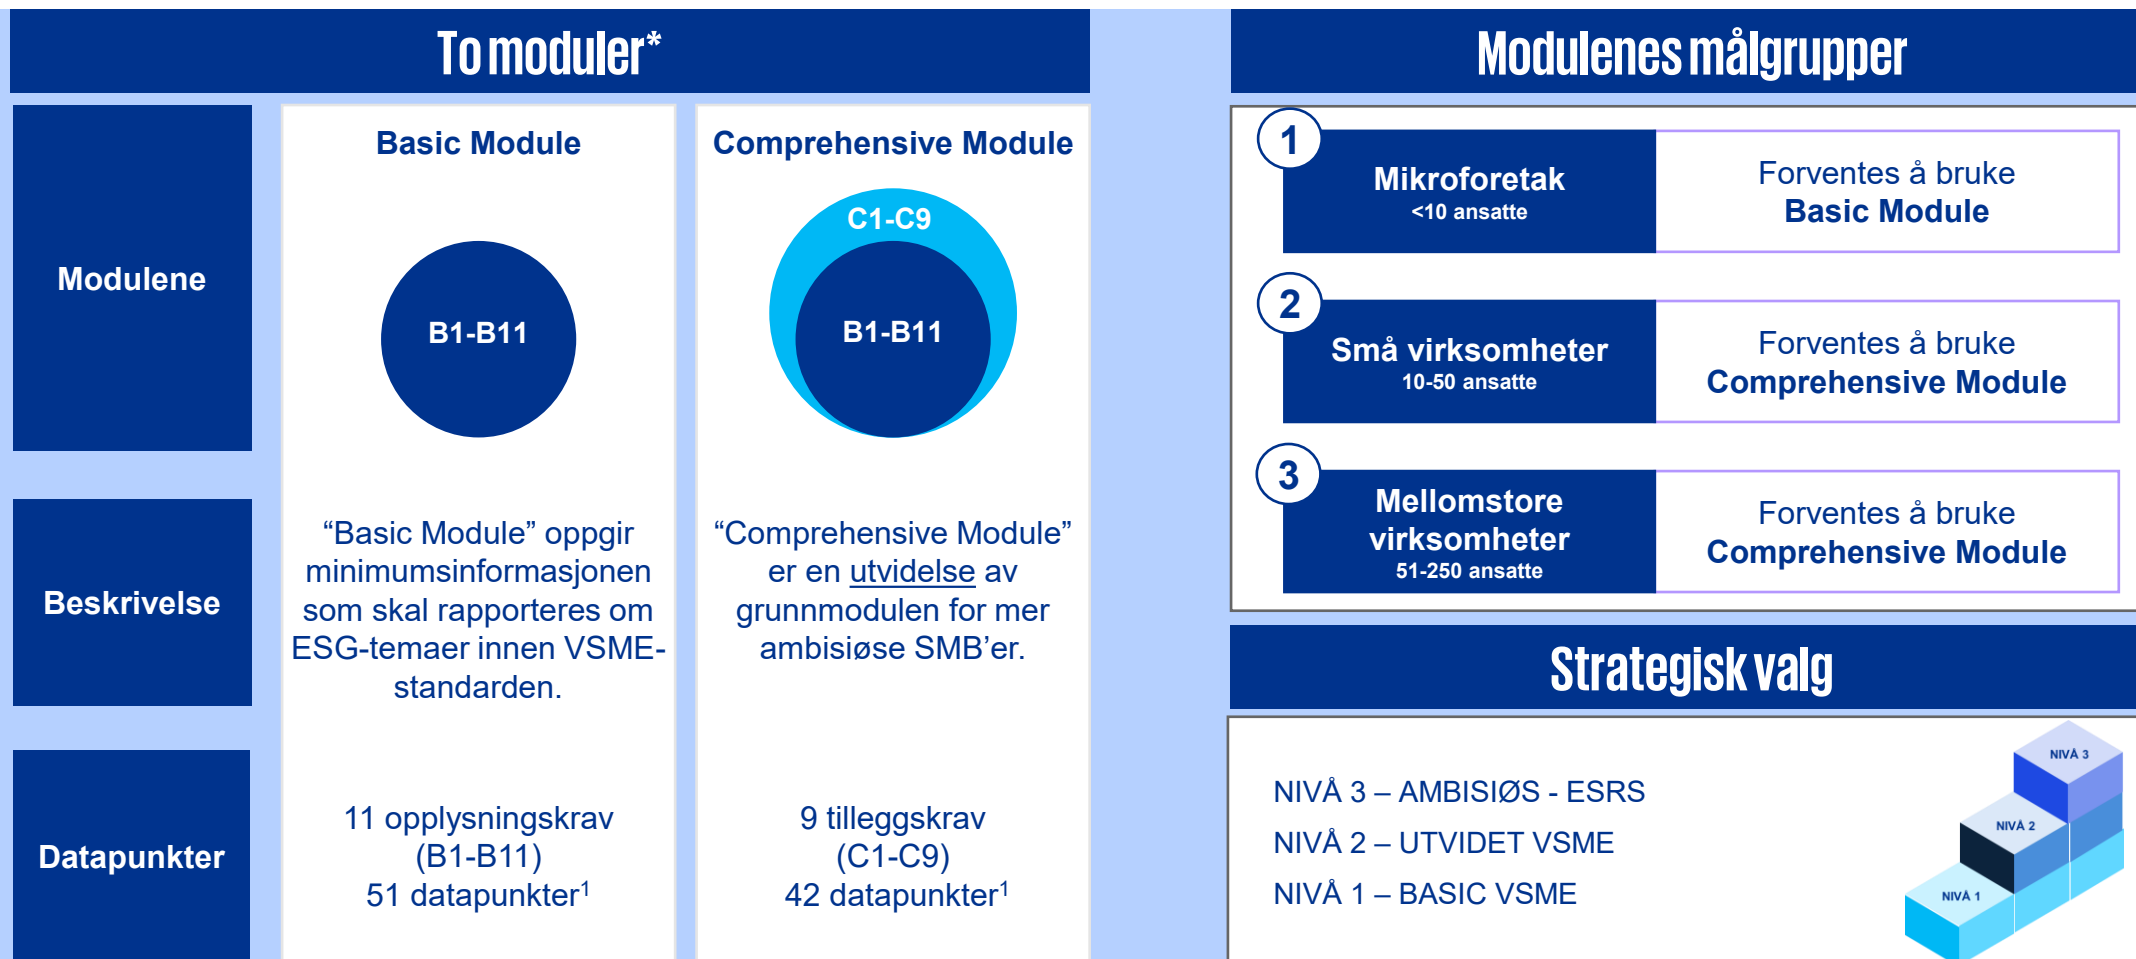 To moduler*
Modulene
Basic Module
B1-B11
Comprehensive Module
C1-C9
B1-B11
Beskrivelse
“Basic Module” oppgir
minimumsinformasjonen
som skal rapporteres om
ESG-temaer innen VSME-
standarden.
“Comprehensive Module”
er en utvidelse av
grunnmodulen for mer
ambisiøse SMB’er.
Datapunkter
11 opplysningskrav
(B1-B11)
51 datapunkter¹
9 tilleggskrav
(C1-C9)
42 datapunkter¹
Modulenes målgrupper
1
Mikroforetak
<10 ansatte
Forventes å bruke
Basic Module
2
Små virksomheter
10-50 ansatte
Forventes å bruke
Comprehensive Module
3
Mellomstore
virksomheter
51-250 ansatte
Forventes å bruke
Comprehensive Module
Strategisk valg
NIVÅ 3 – AMBISIØS - ESRS
NIVÅ 2 – UTVIDET VSME
NIVÅ 1 – BASIC VSME
NIVÅ 3
NIVÅ 2
NIVÅ 1